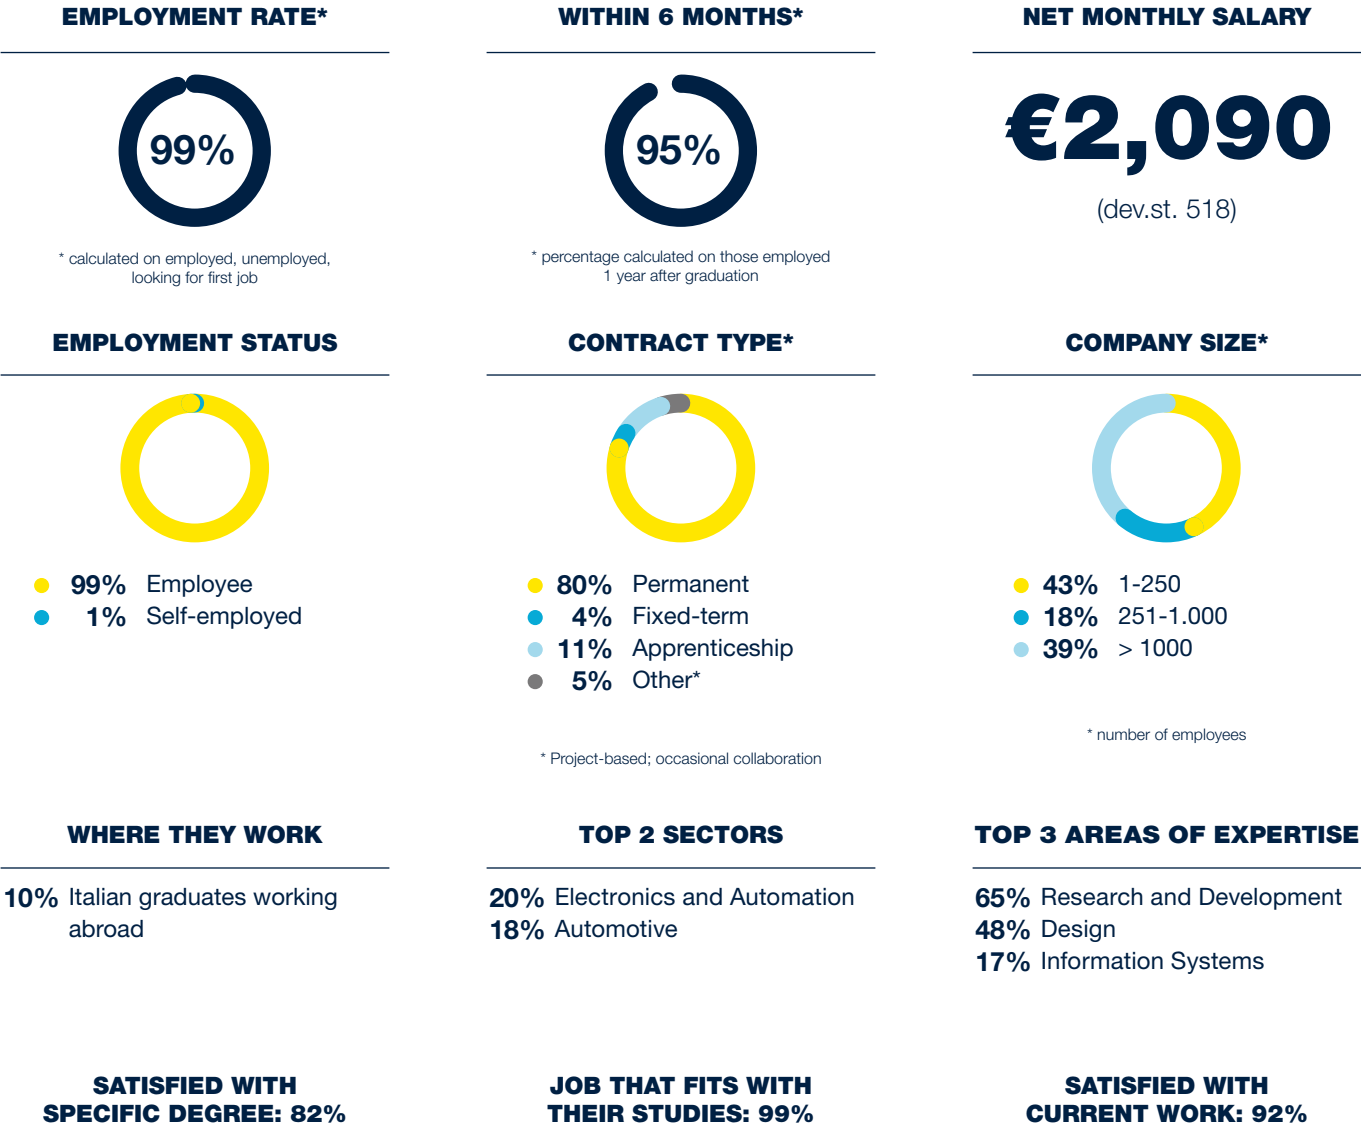 EMPLOYMENT RATE*
99%
* calculated on employed, unemployed,
looking for first job
WITHIN 6 MONTHS*
95%
* percentage calculated on those employed
1 year after graduation
NET MONTHLY SALARY
€2,090
(dev.st. 518)
EMPLOYMENT STATUS
99% Employee
1% Self-employed
CONTRACT TYPE*
80% Permanent
4% Fixed-term
11% Apprenticeship
5% Other*
* Project-based; occasional collaboration
COMPANY SIZE*
43% 1-250
18% 251-1.000
39% > 1000
* number of employees
WHERE THEY WORK
10% Italian graduates working
abroad
TOP 2 SECTORS
20% Electronics and Automation
18% Automotive
TOP 3 AREAS OF EXPERTISE
65% Research and Development
48% Design
17% Information Systems
SATISFIED WITH
SPECIFIC DEGREE: 82%
JOB THAT FITS WITH
THEIR STUDIES: 99%
SATISFIED WITH
CURRENT WORK: 92%